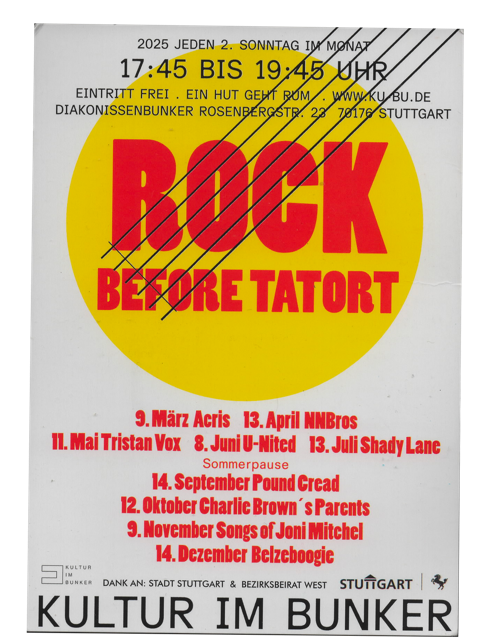 2025 JEDEN 2. SONNTAG IM MONAT
17:45 BIS 19:45 UHR
EINTRITT FREI . EIN HUT GEHT RUM . . WWW.KU-BU.DE
DIAKONISSENBUNKER ROSENBERGSTR. 23 70176 STUTTGART
ROCK
BEFORE TATORT
9. März Acris 13. April NNBros
11. Mai Tristan Vox 8. Juni U-Nited 13. Juli Shady Lane
Sommerpause
14. September Pound Cread
12. Oktober Charlie Brown´s Parents
9. November Songs of Joni Mitchel
14. Dezember Belzeboogie
KULTUR
IM
BUNKER
DANK AN: STADT STUTTGART & BEZIRKSBEIRAT WEST STUTTGART
KULTUR IM BUNKER